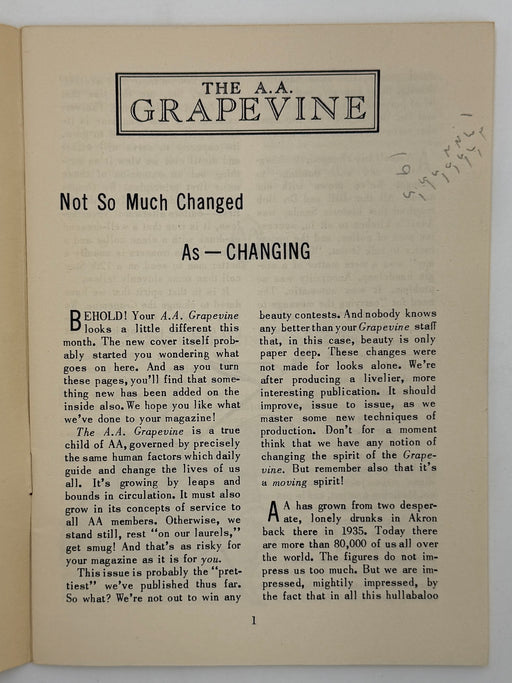 THE A.A.
GRAPEVINE
Not So Much Changed
As — CHANGING
BEHOLD! Your A.A. Grapevine
looks a little different this
month. The new cover itself prob-
ably started you wondering what
goes on here. And as you turn
these pages, you'll find that some-
thing new has been added on the
inside also. We hope you like what
we've done to your magazine!
The A.A. Grapevine is a true
child of AA, governed by precisely
the same human factors which daily
guide and change the lives of us
all. It's growing by leaps and
bounds in circulation. It must also
grow in its concepts of service to
all AA members. Otherwise, we
stand still, rest "on our laurels,"
get smug! And that's as risky for
your magazine as it is for you.
This issue is probably the "pret-
tiest" we've published thus far.
So what? We're not out to win any
beauty contests. And nobody knows
any better than your Grapevine staff
that, in this case, beauty is only
paper deep. These changes were
not made for looks alone. We're
after producing a livelier, more
interesting publication. It should
improve, issue to issue, as we
master some new techniques of
production. Don't for a moment
think that we have any notion of
changing the spirit of the Grape-
vine. But remember also that it's
a moving spirit!
AA has grown from two desper-
ate, lonely drunks in Akron
back there in 1935. Today there
are more than 80,000 of us all over
the world. The figures do not im-
press us too much. But we are im-
pressed, mightily impressed, by
the fact that in all this hullabaloo
1